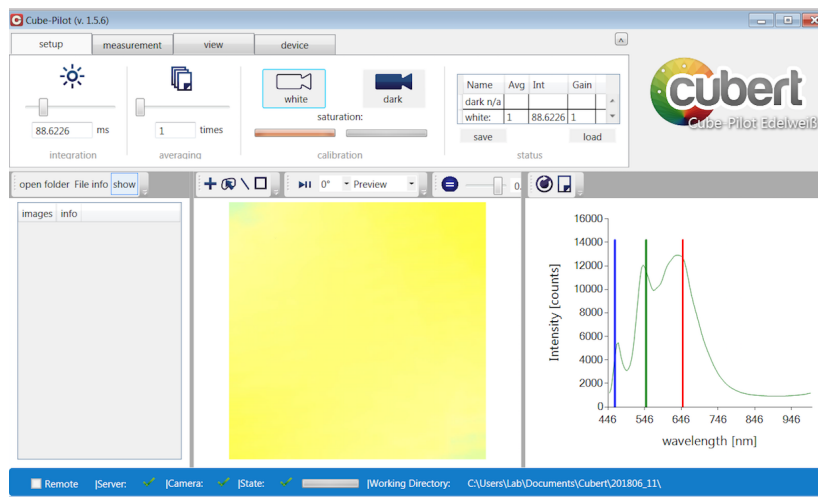 Cube-Pilot (v. 1.5.6)
setup measurement view device
white dark
saturation:
88.6226 ms 1 times
integration averaging calibration status
Name Avg Int Gain
dark n/a
white: 1 88.6226 1
save load
cubert
Cube-Pilot Edelweiß
open folder File info show 0° Preview 0.
images info
16000
14000
12000
10000
8000
6000
4000
2000
0
Intensity [counts]
446 546 646 746 846 946
wavelength [nm]
Remote |Server: |Camera: |State: |Working Directory: C:\Users\Lab\Documents\Cubert\201806_11\